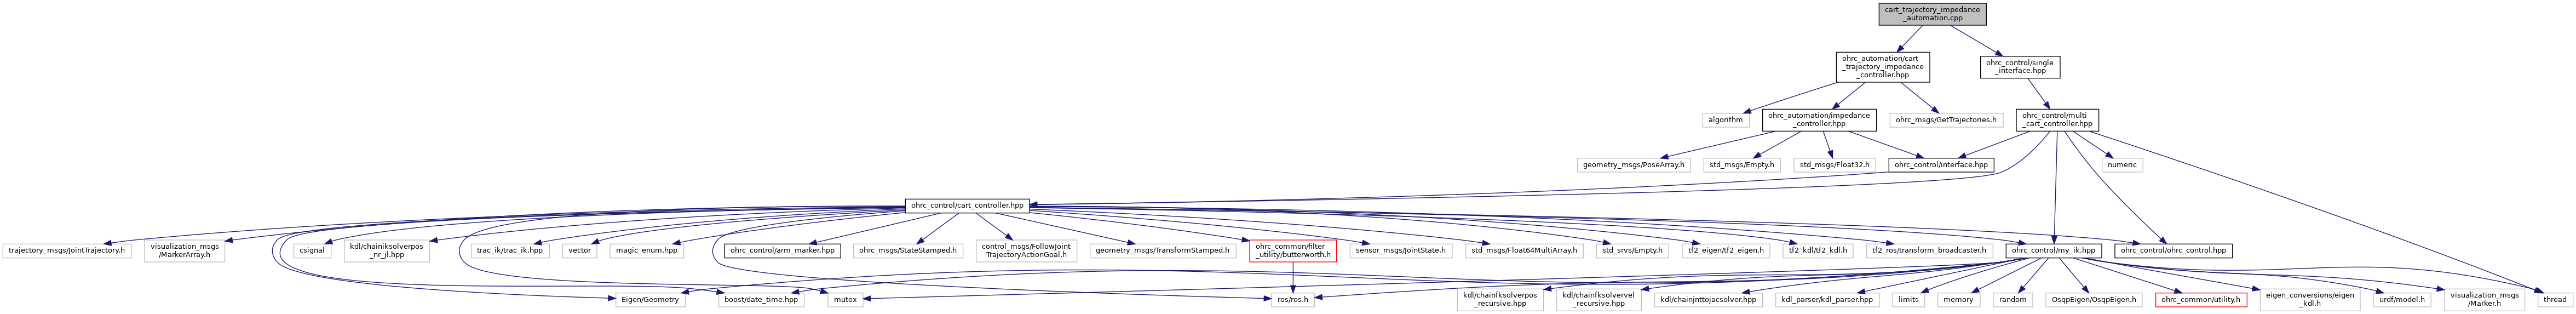 cart_trajectory_impedance
_automation.cpp
ohrc_automation/cart
_trajectory_impedance
_controller.hpp
ohrc_control/single
_interface.hpp
algorithm
ohrc_automation/impedance
_controller.hpp
ohrc_msgs/GetTrajectories.h
ohrc_control/multi
_cart_controller.hpp
geometry_msgs/PoseArray.h
std_msgs/Empty.h
std_msgs/Float32.h
ohrc_control/interface.hpp
numeric
ohrc_control/cart_controller.hpp
trajectory_msgs/JointTrajectory.h
visualization_msgs
/MarkerArray.h
csignal
kdl/chainiksolverpos
_nr_jl.hpp
trac_ik/trac_ik.hpp
vector
magic_enum.hpp
ohrc_control/arm_marker.hpp
ohrc_msgs/StateStamped.h
control_msgs/FollowJoint
TrajectoryActionGoal.h
geometry_msgs/TransformStamped.h
ohrc_common/filter
_utility/butterworth.h
sensor_msgs/JointState.h
std_msgs/Float64MultiArray.h
std_srvs/Empty.h
tf2_eigen/tf2_eigen.h
tf2_kdl/tf2_kdl.h
tf2_ros/transform_broadcaster.h
ohrc_control/my_ik.hpp
ohrc_control/ohrc_control.hpp
Eigen/Geometry
boost/date_time.hpp
mutex
ros/ros.h
kdl/chainfksolverpos
_recursive.hpp
kdl/chainfksolvervel
_recursive.hpp
kdl/chainjnttojacsolver.hpp
kdl_parser/kdl_parser.hpp
limits
memory
random
OsqpEigen/OsqpEigen.h
ohrc_common/utility.h
eigen_conversions/eigen
_kdl.h
urdf/model.h
visualization_msgs
/Marker.h
thread